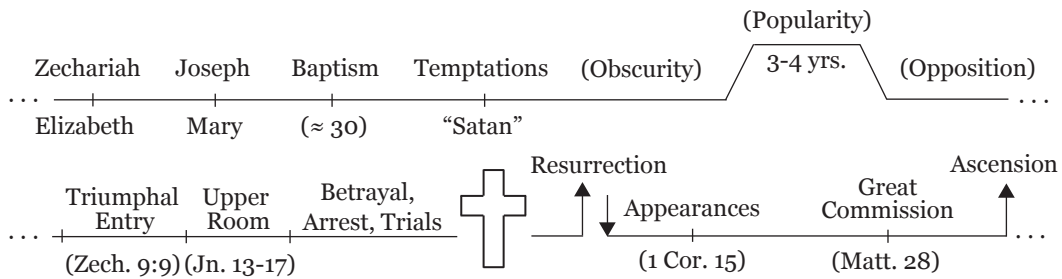 (Popularity)
Zechariah Joseph Baptism Temptations (Obscurity) 3-4 yrs. (Opposition)
... ...
Elizabeth Mary (≈ 30) “Satan”
Resurrection Ascension
Triumphal Upper Betrayal, Great
Entry Room Arrest, Trials Appearances Commission
... ...
(Zech. 9:9) (Jn. 13-17) (1 Cor. 15) (Matt. 28)